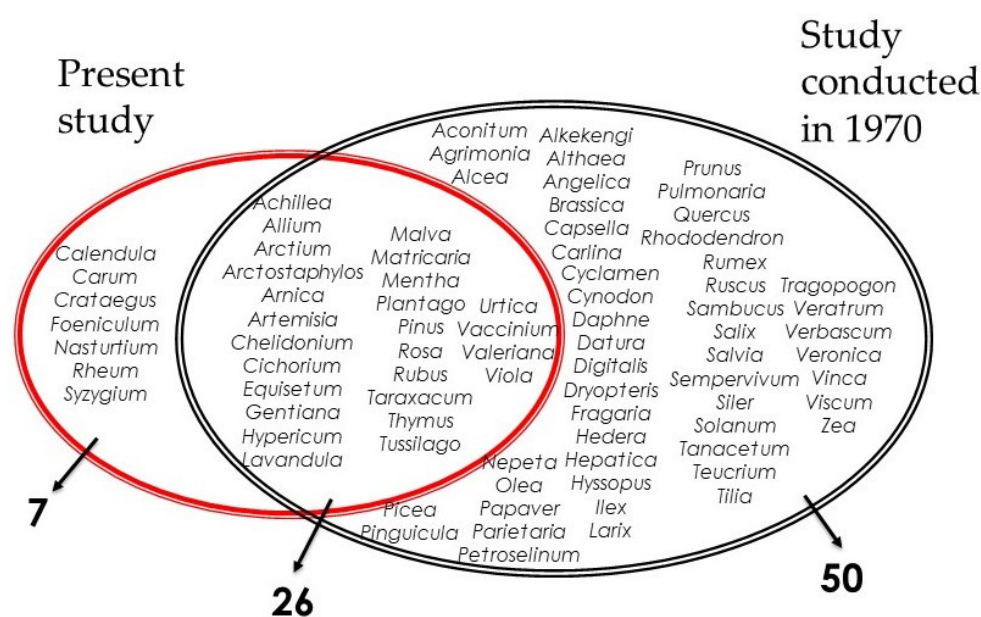 Present
study
Study
conducted
in 1970
Calendula
Carum
Crataegus
Foeniculum
Nasturtium
Rheum
Syzygium
Achillea
Allium
Arctium
Arctostaphylos
Arnica
Artemisia
Chelidonium
Cichorium
Equisetum
Gentiana
Hypericum
Lavandula
Malva
Matricaria
Mentha
Plantago
Pinus
Rosa
Rubus
Taraxacum
Thymus
Tussilago
Urtica
Vaccinium
Valeriana
Viola
Aconitum
Agrimonia
Alcea
Alkekengi
Althaea
Angelica
Brassica
Capsella
Carlina
Cyclamen
Cynodon
Daphne
Datura
Digitalis
Dryopteris
Fragaria
Hedera
Hepatica
Hyssopus
Ilex
Larix
Nepeta
Olea
Papaver
Parietaria
Petroselinum
Picea
Pinguicula
Prunus
Pulmonaria
Quercus
Rhododendron
Rumex
Ruscus
Sambucus
Salix
Salvia
Sempervivum
Siler
Solanum
Tanacetum
Teucrium
Tilia
Tragopogon
Veratrum
Verbascum
Veronica
Vinca
Viscum
Zea
7
26
50